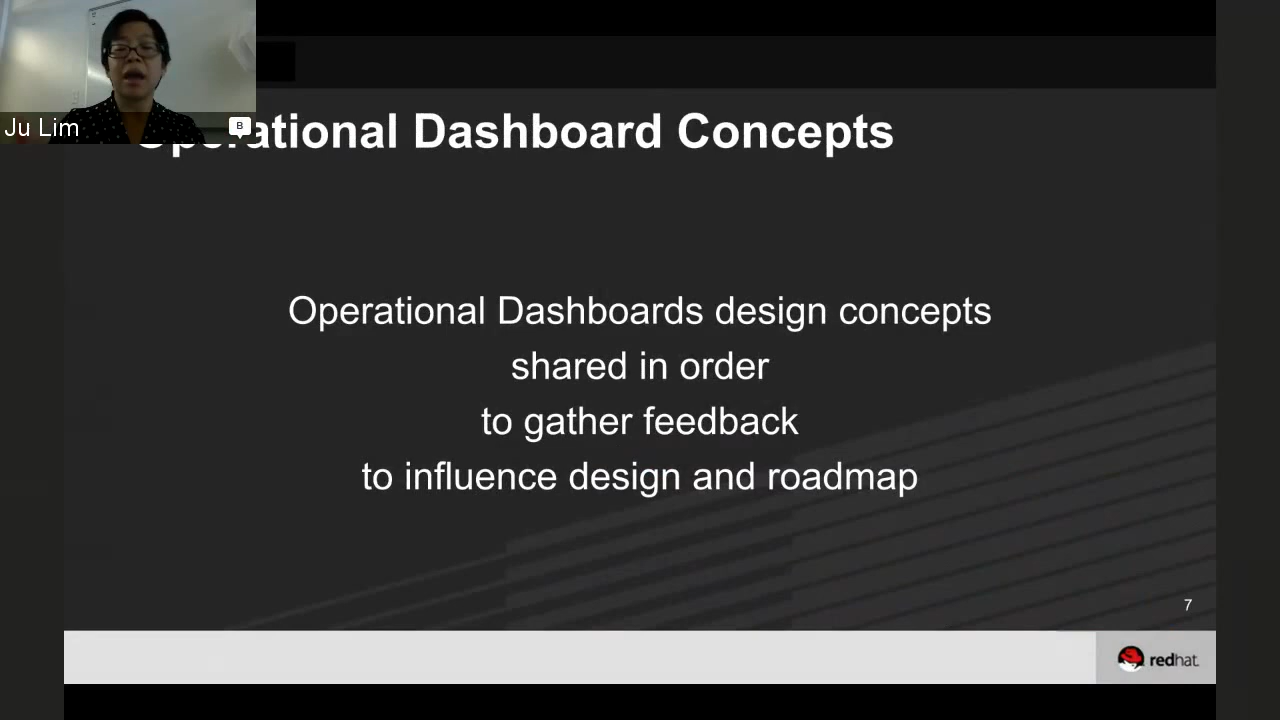 Ju Lim
B
Operational Dashboard Concepts
Operational Dashboards design concepts
shared in order
to gather feedback
to influence design and roadmap
7
redhat.